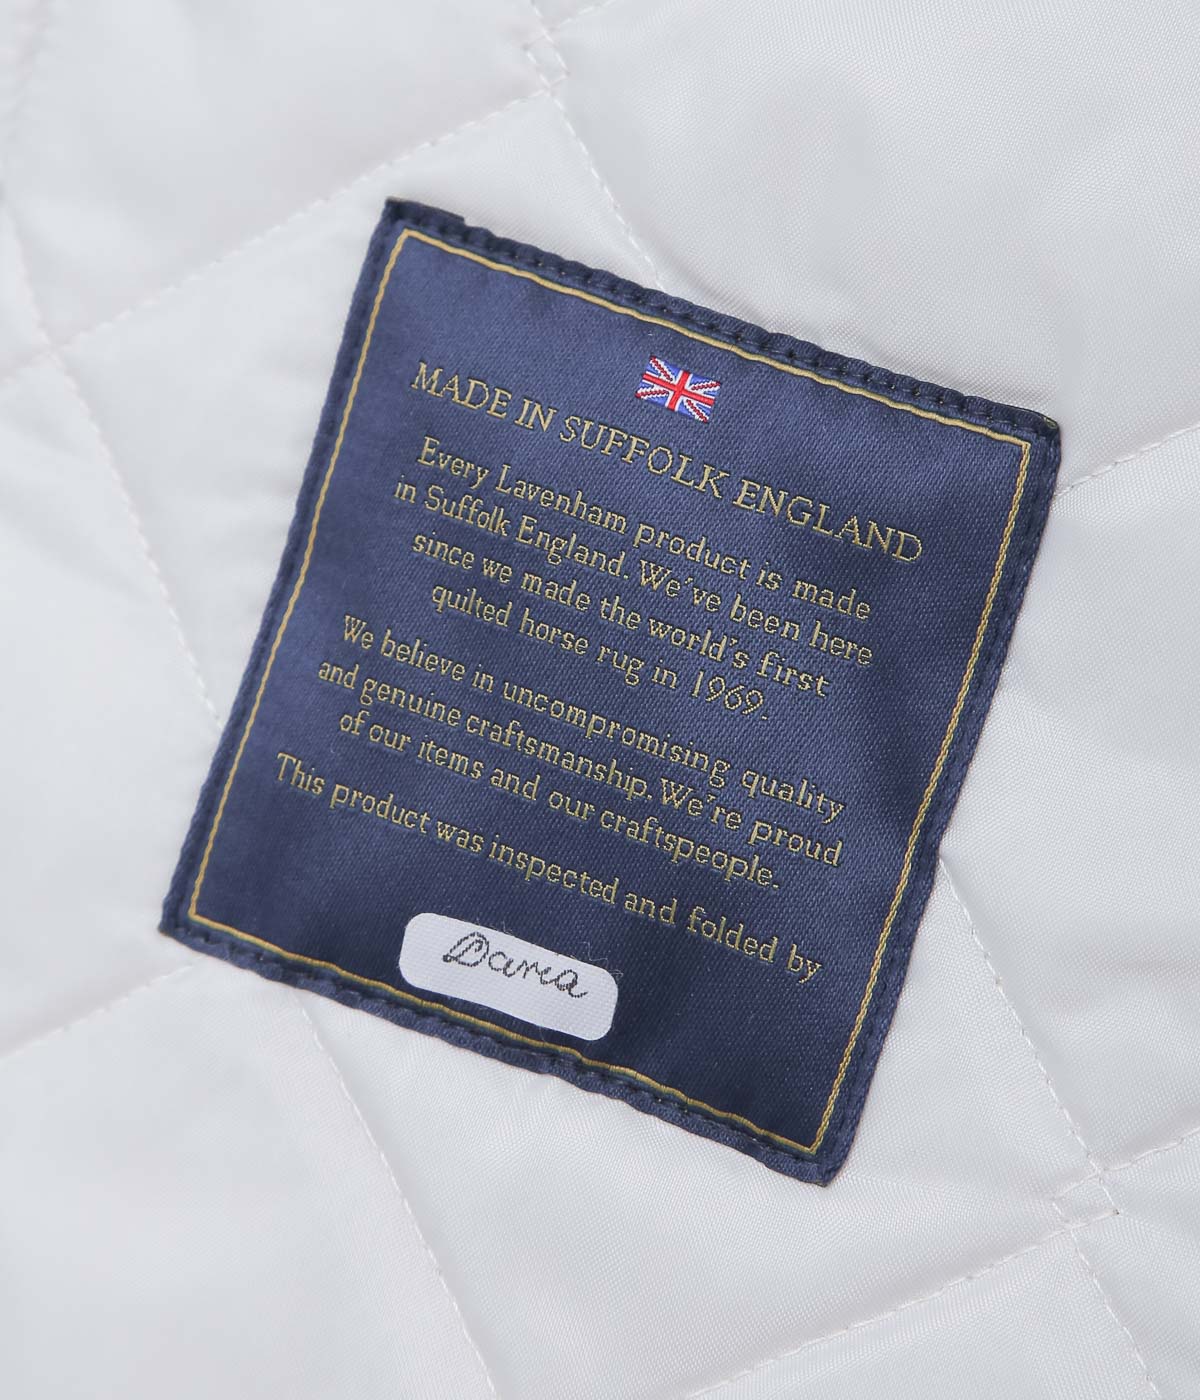 MADE IN SUFFOLK ENGLAND
Every Lavenham product is made
in Suffolk England. We've been here
since we made the world's first
quilted horse rug in 1969.
We believe in uncompromising quality
and genuine craftsmanship. We're proud
of our items and our craftspeople.
This product was inspected and folded by
Daria